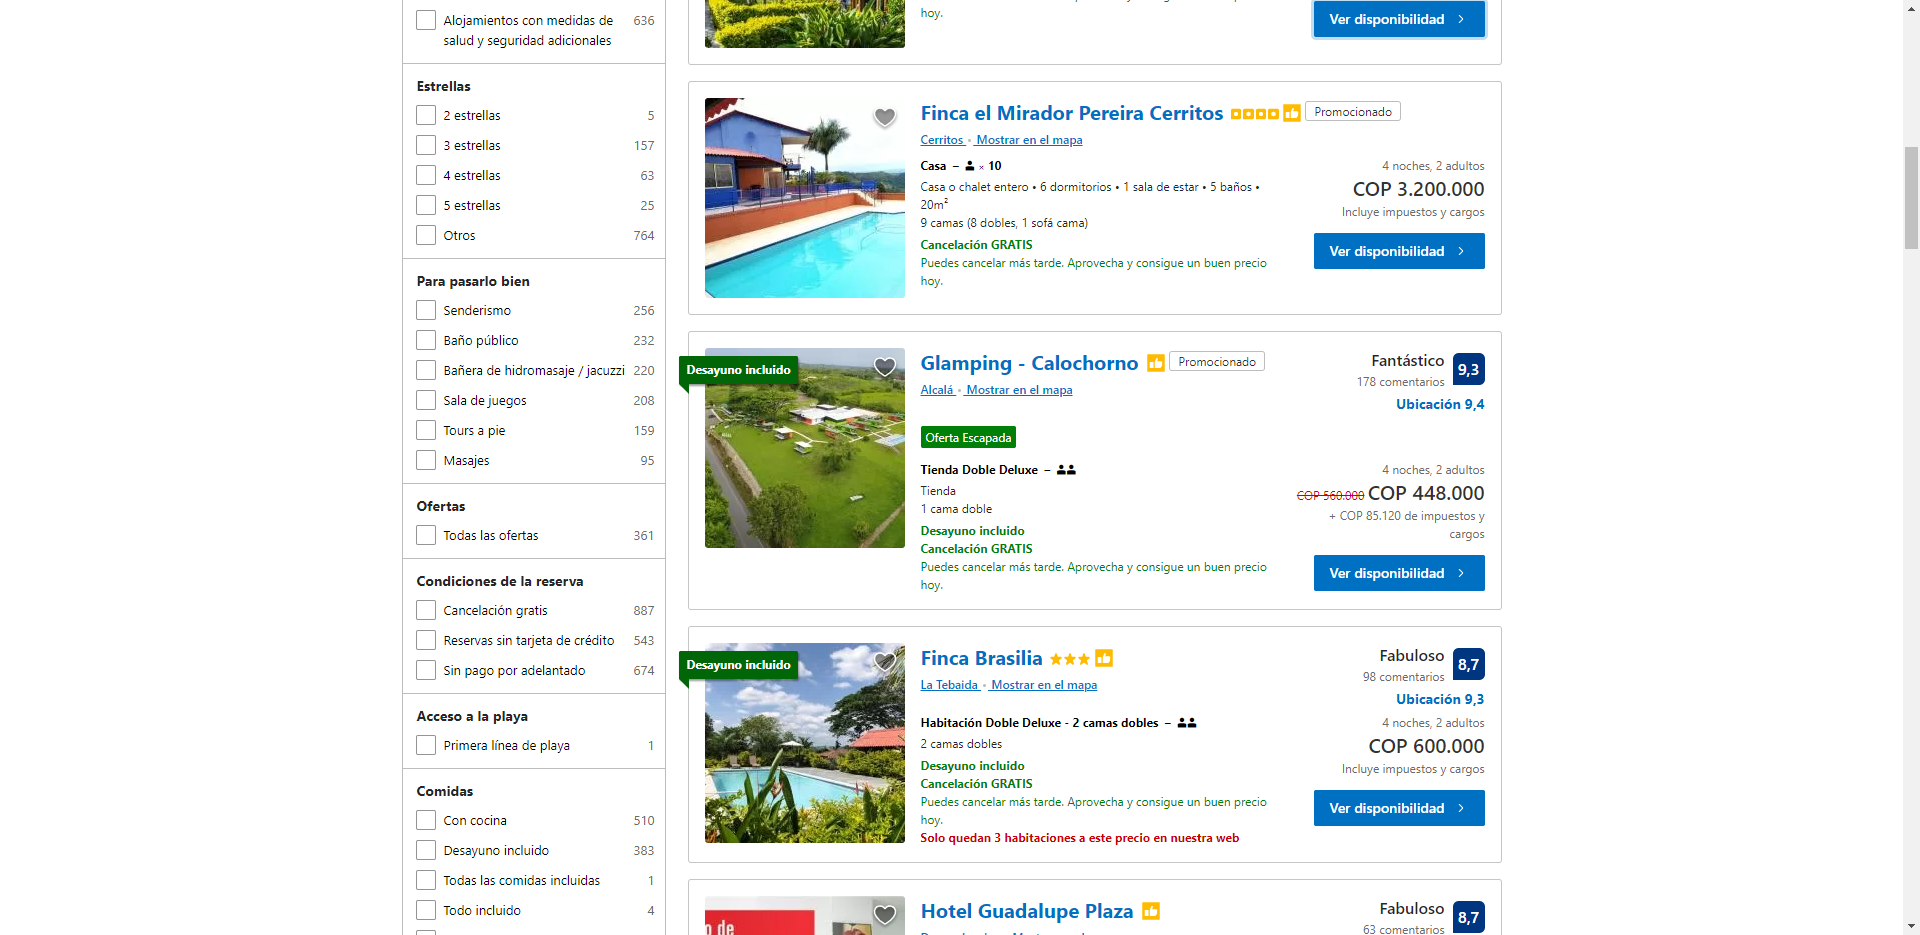 Alojamientos con medidas de salud y seguridad adicionales 636
Estrellas
2 estrellas 5
3 estrellas 157
4 estrellas 63
5 estrellas 25
Otros 764
Para pasarlo bien
Senderismo 256
Baño público 232
Bañera de hidromasaje / jacuzzi 220
Sala de juegos 208
Tours a pie 159
Masajes 95
Ofertas
Todas las ofertas 361
Condiciones de la reserva
Cancelación gratis 887
Reservas sin tarjeta de crédito 543
Sin pago por adelantado 674
Acceso a la playa
Primera línea de playa 1
Comidas
Con cocina 510
Desayuno incluido 383
Todas las comidas incluidas 1
Todo incluido 4
hoy.
Ver disponibilidad
Finca el Mirador Pereira Cerritos Promocionado
Cerritos • Mostrar en el mapa
Casa – × 10
Casa o chalet entero • 6 dormitorios • 1 sala de estar • 5 baños •
20m²
9 camas (8 dobles, 1 sofá cama)
Cancelación GRATIS
Puedes cancelar más tarde. Aprovecha y consigue un buen precio
hoy.
4 noches, 2 adultos
COP 3.200.000
Incluye impuestos y cargos
Ver disponibilidad
Desayuno incluido
Glamping - Calochorno Promocionado
Alcalá • Mostrar en el mapa
Fantástico 9,3
178 comentarios
Ubicación 9,4
Oferta Escapada
Tienda Doble Deluxe –
Tienda
1 cama doble
Desayuno incluido
Cancelación GRATIS
Puedes cancelar más tarde. Aprovecha y consigue un buen precio
hoy.
4 noches, 2 adultos
COP 560.000 COP 448.000
+ COP 85.120 de impuestos y
cargos
Ver disponibilidad
Desayuno incluido
Finca Brasilia
La Tebaida • Mostrar en el mapa
Fabuloso 8,7
98 comentarios
Ubicación 9,3
Habitación Doble Deluxe - 2 camas dobles –
2 camas dobles
Desayuno incluido
Cancelación GRATIS
Puedes cancelar más tarde. Aprovecha y consigue un buen precio
hoy.
Solo quedan 3 habitaciones a este precio en nuestra web
4 noches, 2 adultos
COP 600.000
Incluye impuestos y cargos
Ver disponibilidad
Hotel Guadalupe Plaza
Fabuloso 8,7
63 comentarios